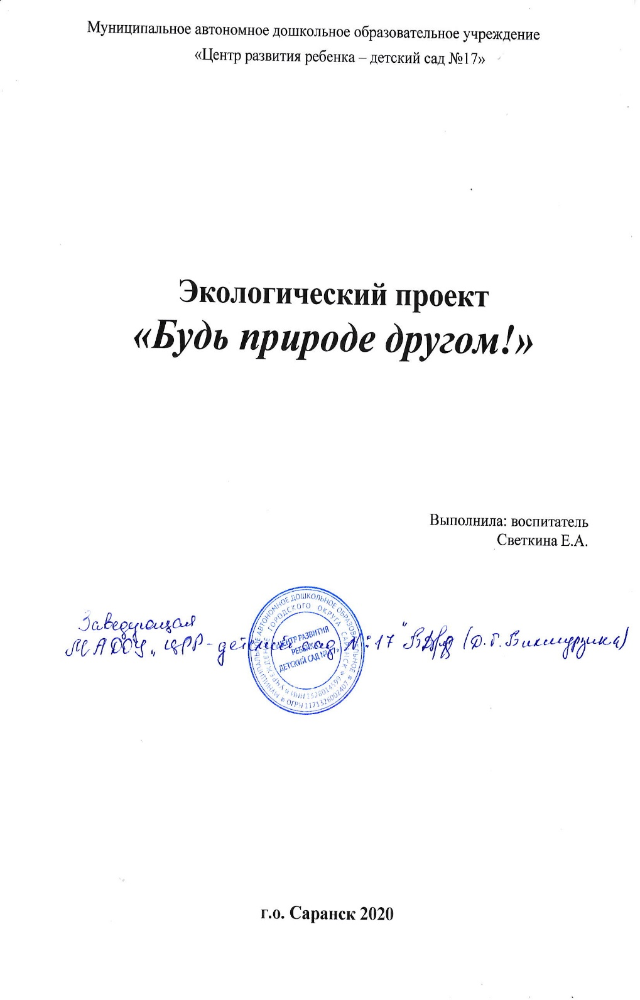 Муниципальное автономное дошкольное образовательное учреждение
«Центр развития ребенка – детский сад №17»
Экологический проект
«Будь природе другом!»
Выполнила: воспитатель
Светкина Е.А.
Заведующая
МАДОУ „ЦРР-детский сад №17" (Д.Г. Викмурзина)
МУНИЦИПАЛЬНОЕ АВТОНОМНОЕ ДОШКОЛЬНОЕ ОБРАЗОВАТЕЛЬНОЕ
УЧРЕЖДЕНИЕ ГОРОДСКОГО ОКРУГА САРАНСК
ИНН 1328014599
ОГРН 1171326002407
«ЦЕНТР РАЗВИТИЯ
РЕБЕНКА –
ДЕТСКИЙ САД №17»
г.о. Саранск 2020